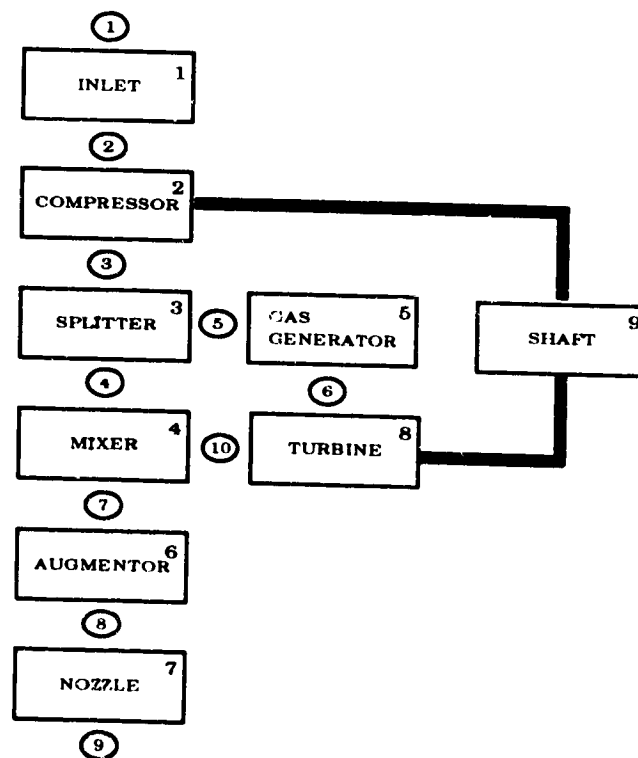 1
INLET 1
2
COMPRESSOR 2
3
SPLITTER 3
5
GAS GENERATOR 5
SHAFT 9
4
6
MIXER 4
10
TURBINE 8
7
AUGMENTOR 6
8
NOZZLE 7
9